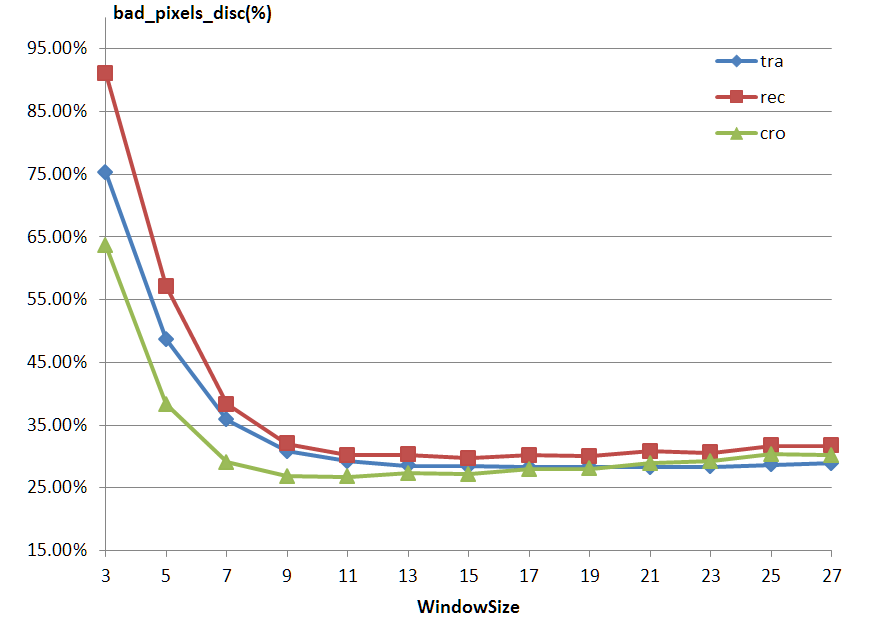 bad_pixels_disc(%)
95.00%
tra
rec
85.00%
cro
75.00%
65.00%
55.00%
45.00%
35.00%
25.00%
15.00%
3 5 7 9 11 13 15 17 19 21 23 25 27
WindowSize